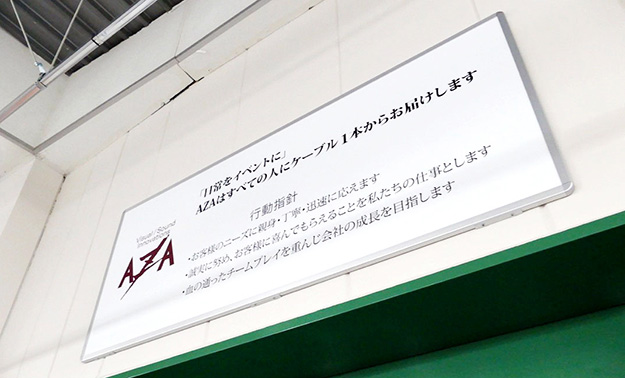 「日常をイベントに」
AZAはすべての人にケーブル1本からお届けします
行動指針
・お客様のニーズに親身・丁寧・迅速に応えます
・誠実に努め、お客様に喜んでもらえることを私たちの仕事とします
・血の通ったチームプレイを重んじ会社の成長を目指します
Visual / Sound
Innovations
AZA